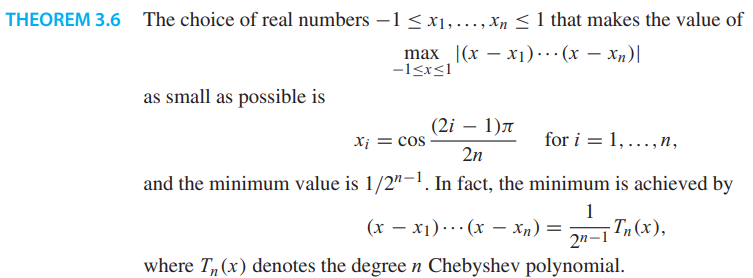 THEOREM 3.6 The choice of real numbers −1 ≤ x₁, . . . , xₙ ≤ 1 that makes the value of
max |(x − x₁) · · · (x − xₙ)|
−1≤x≤1
as small as possible is
xᵢ = cos (2i − 1)π / 2n for i = 1, . . . , n,
and the minimum value is 1/2ⁿ⁻¹. In fact, the minimum is achieved by
(x − x₁) · · · (x − xₙ) = 1 / 2ⁿ⁻¹ Tₙ(x),
where Tₙ(x) denotes the degree n Chebyshev polynomial.